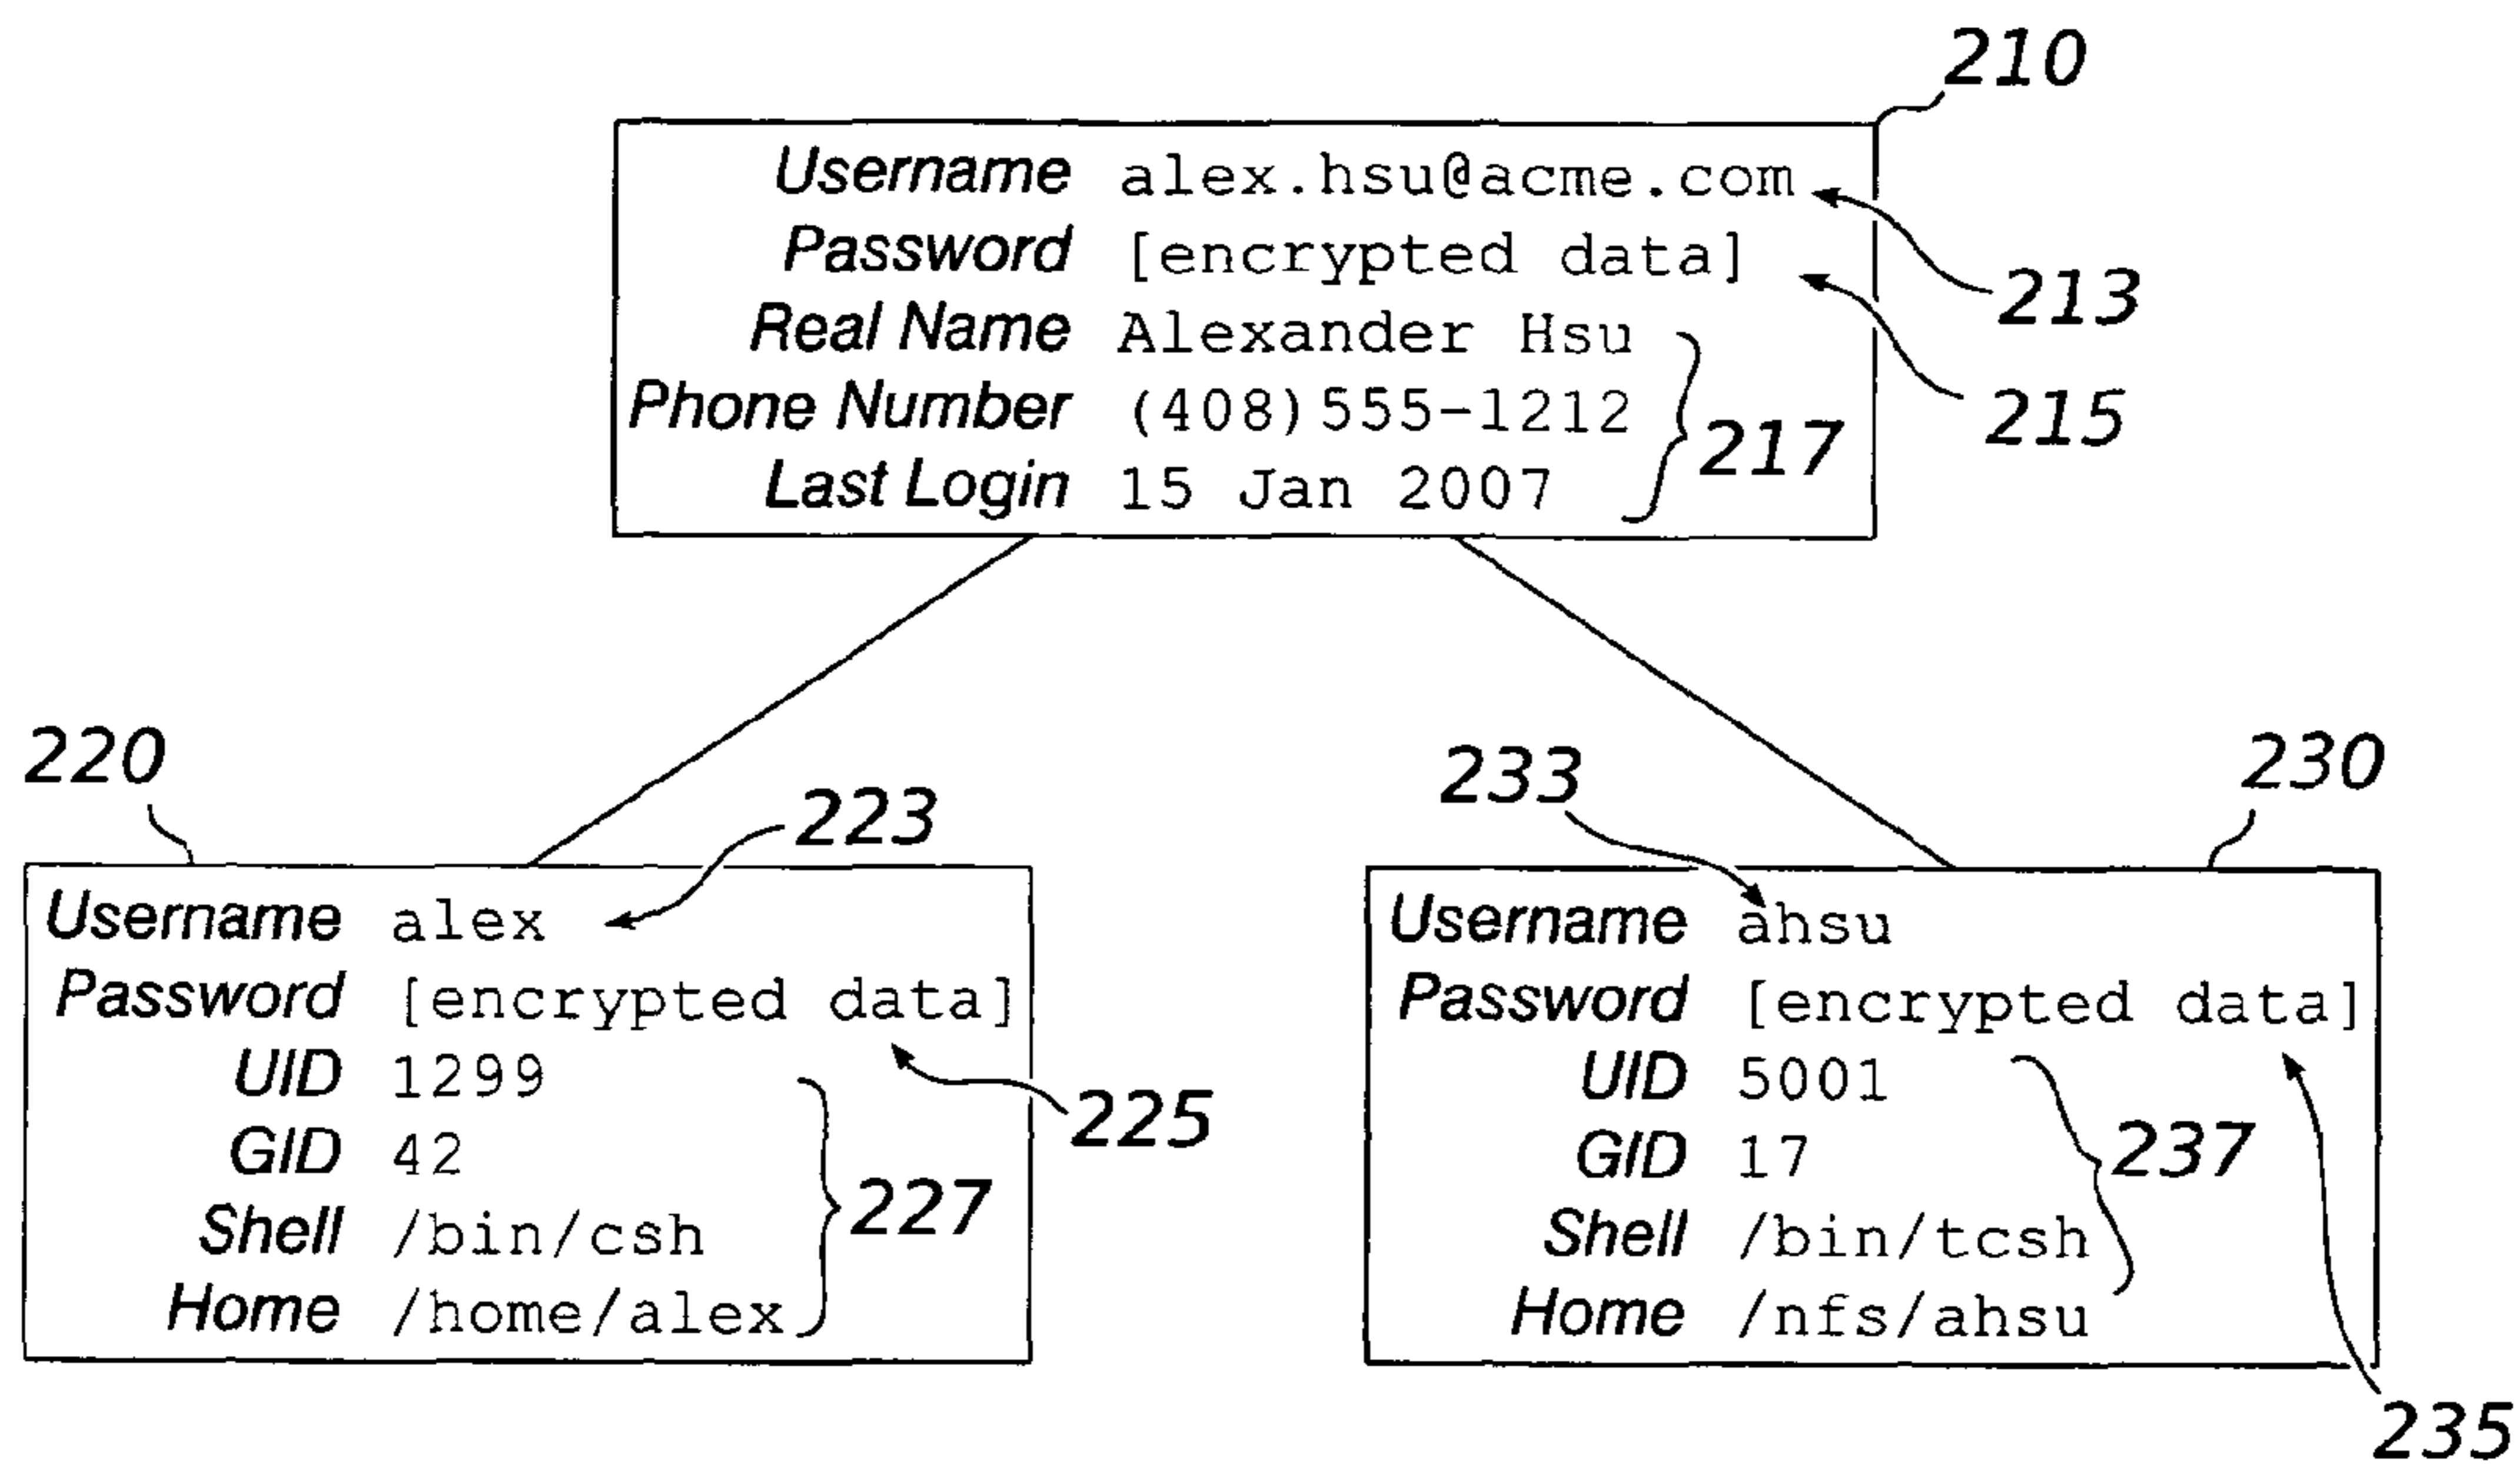 210
Username alex.hsu@acme.com
Password [encrypted data]
213
Real Name Alexander Hsu
Phone Number (408)555-1212
215
217
Last Login 15 Jan 2007
220
223
Username alex
Password [encrypted data]
UID 1299
225
GID 42
227
Shell /bin/csh
Home /home/alex
233
230
Username ahsu
Password [encrypted data]
UID 5001
GID 17
237
Shell /bin/tcsh
Home /nfs/ahsu
235